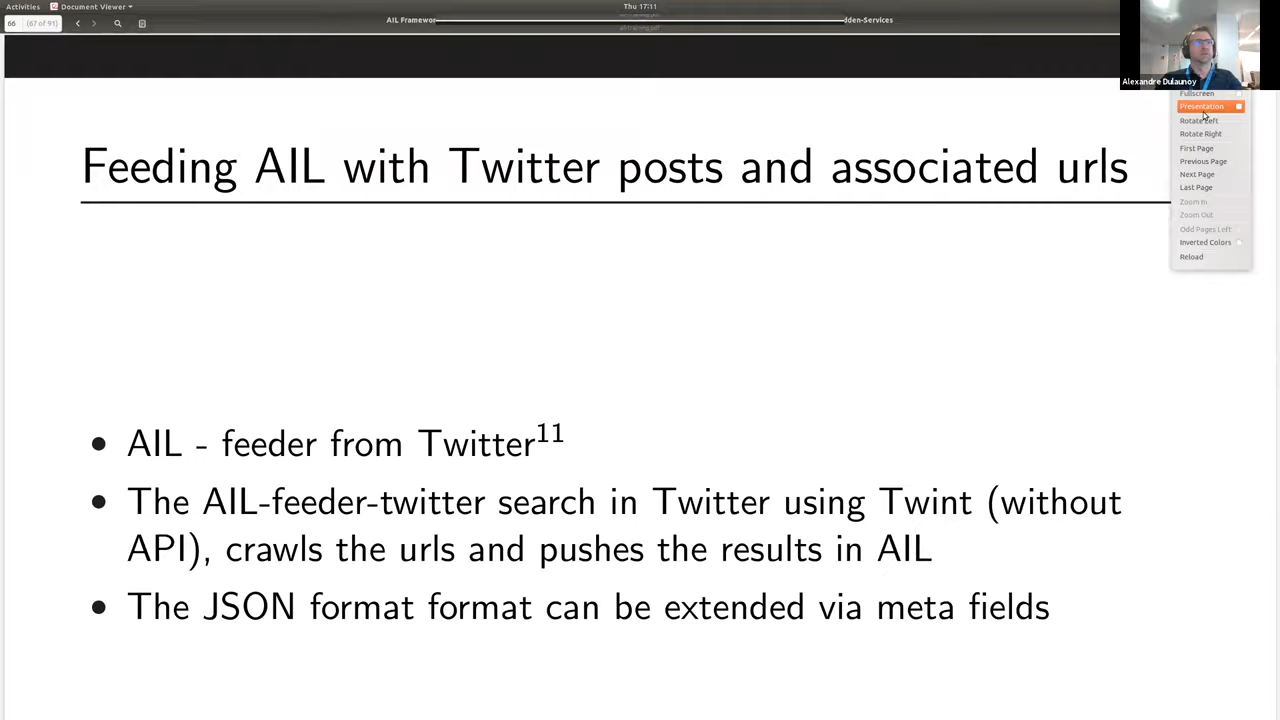 Activities Document Viewer Thu 17:11
66 (67 of 91) AIL Framewor dden-Services
Alexandre Dulaunoy
Fullscreen
Presentation
Rotate Left
Rotate Right
First Page
Previous Page
Next Page
Last Page
Zoom In
Zoom Out
Odd Pages Left
Inverted Colors
Reload
Feeding AIL with Twitter posts and associated urls
• AIL - feeder from Twitter11
• The AIL-feeder-twitter search in Twitter using Twint (without
API), crawls the urls and pushes the results in AIL
• The JSON format format can be extended via meta fields